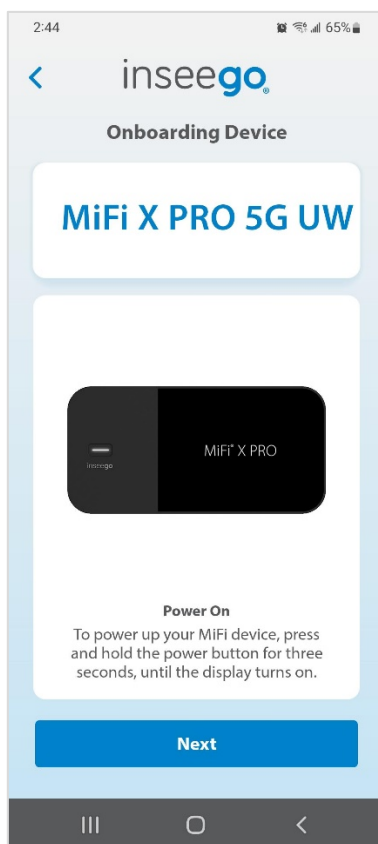 2:44
65%
inseego
Onboarding Device
MiFi X PRO 5G UW
MiFi® X PRO
inseego
Power On
To power up your MiFi device, press
and hold the power button for three
seconds, until the display turns on.
Next